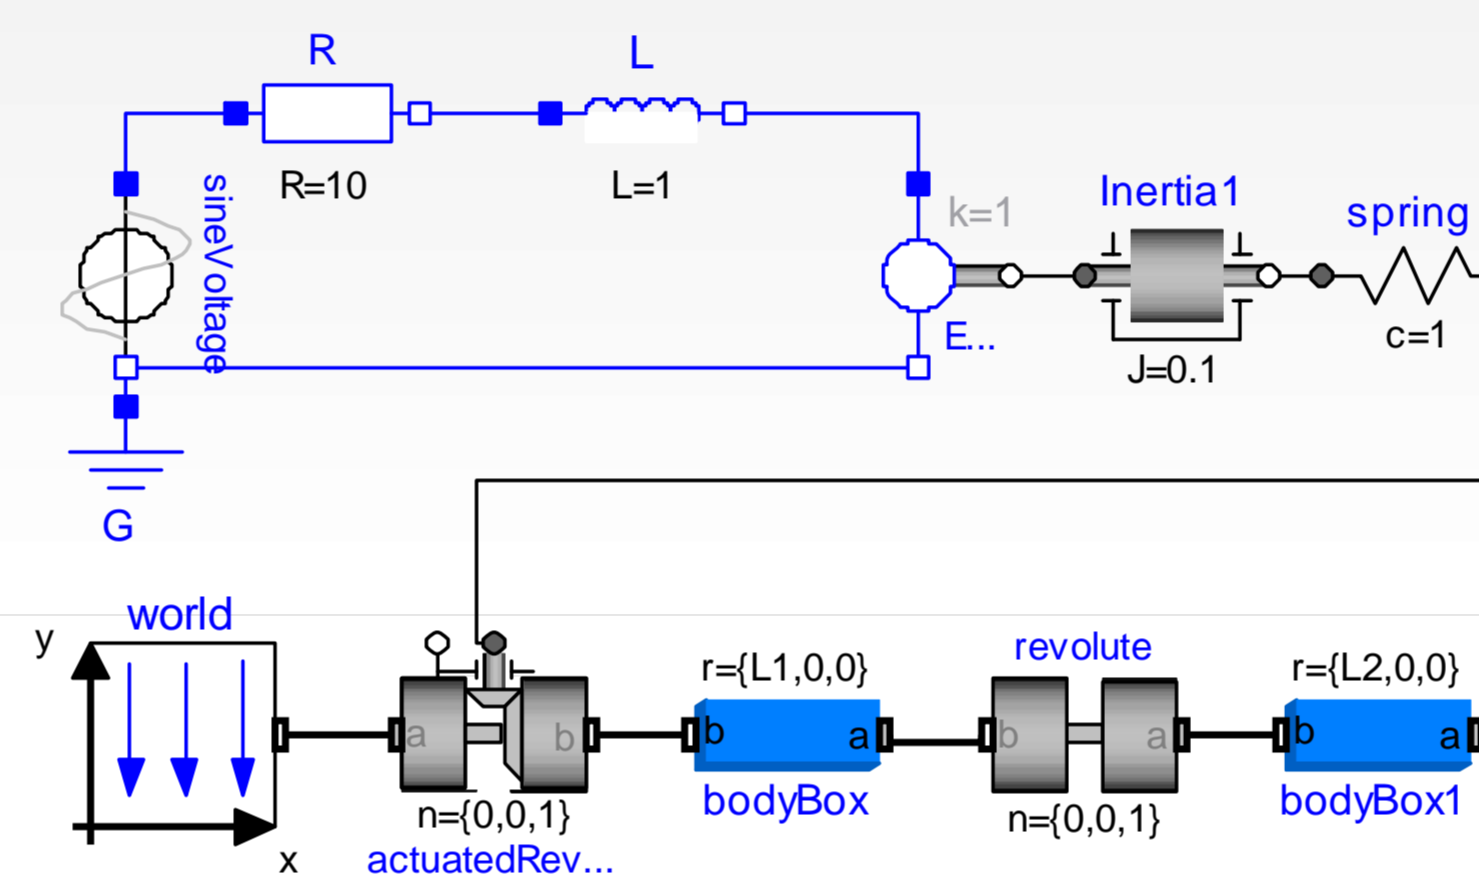 R
L
R=10
L=1
sineVoltage
k=1
Inertia1
spring
E...
c=1
J=0.1
G
world
y
revolute
r={L1,0,0}
r={L2,0,0}
a
b
b
a
b
a
b
a
n={0,0,1}
bodyBox
n={0,0,1}
bodyBox1
x
actuatedRev...